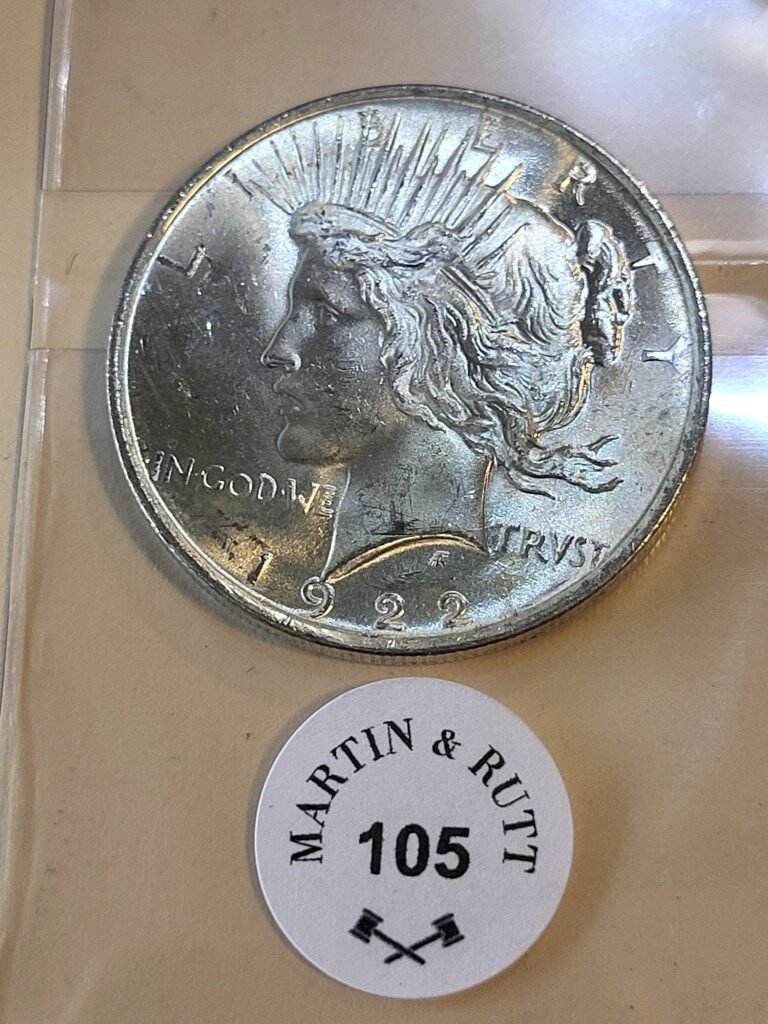 LIBERTY
IN·GOD·WE TRVST
1922
MARTIN & RUTT
105